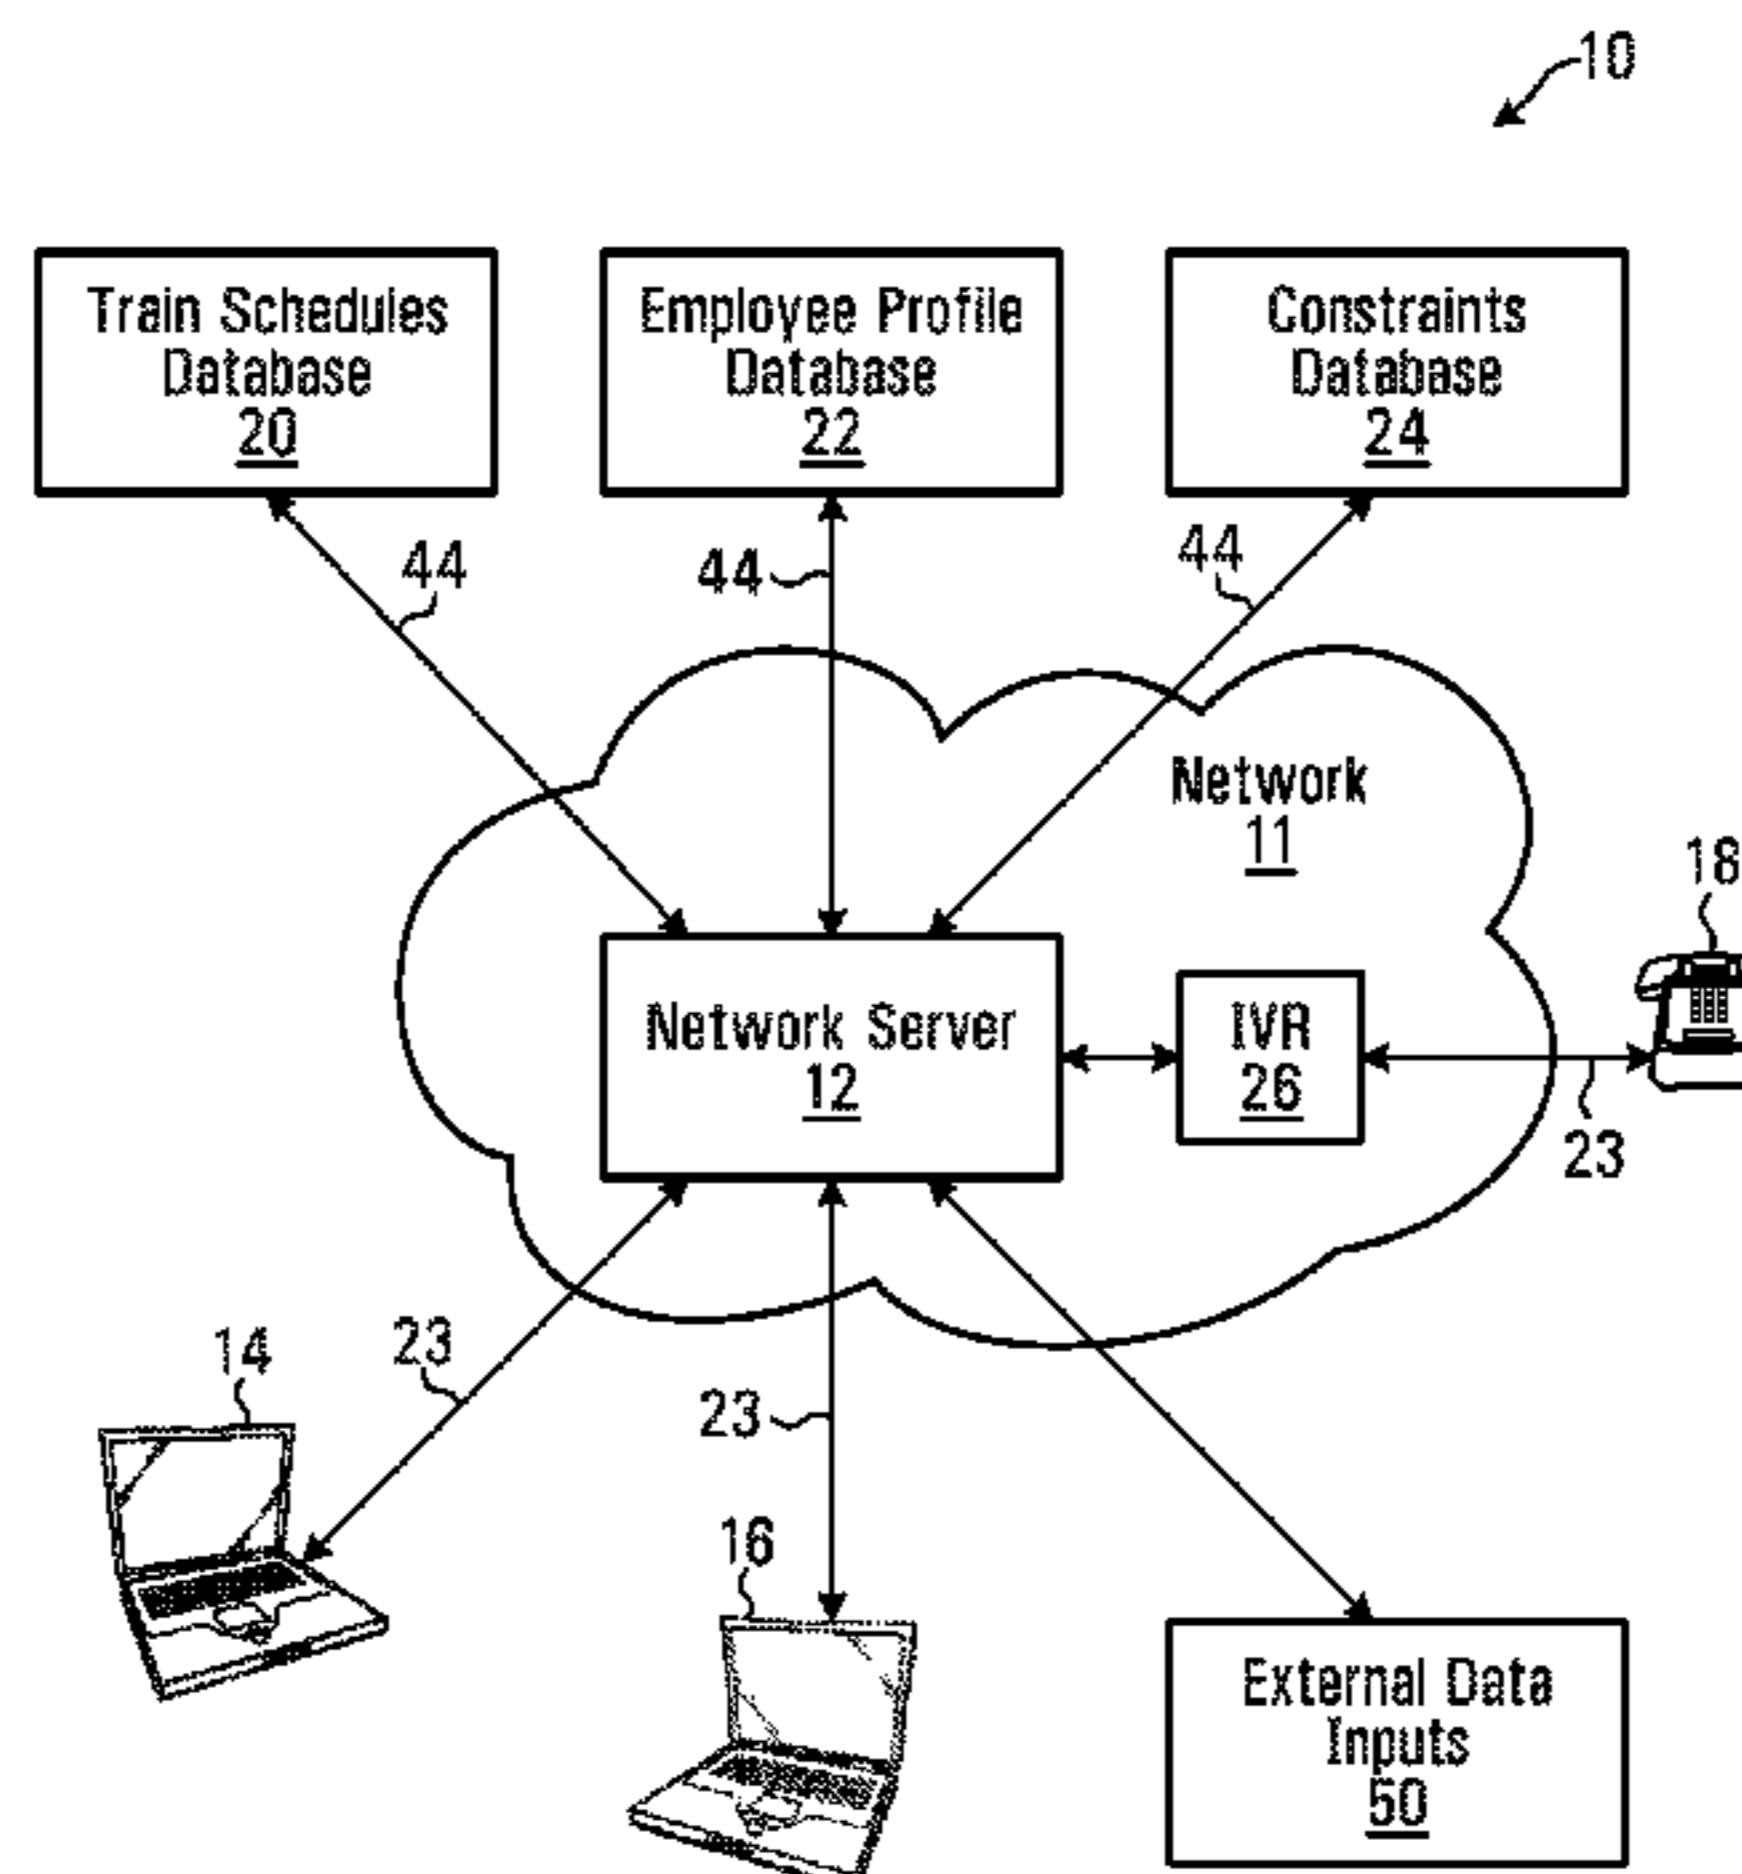 10
Train Schedules
Database
20
Employee Profile
Database
22
Constraints
Database
24
44
44
44
Network
11
18
Network Server
12
IVR
26
23
14
23
23
16
External Data
Inputs
50